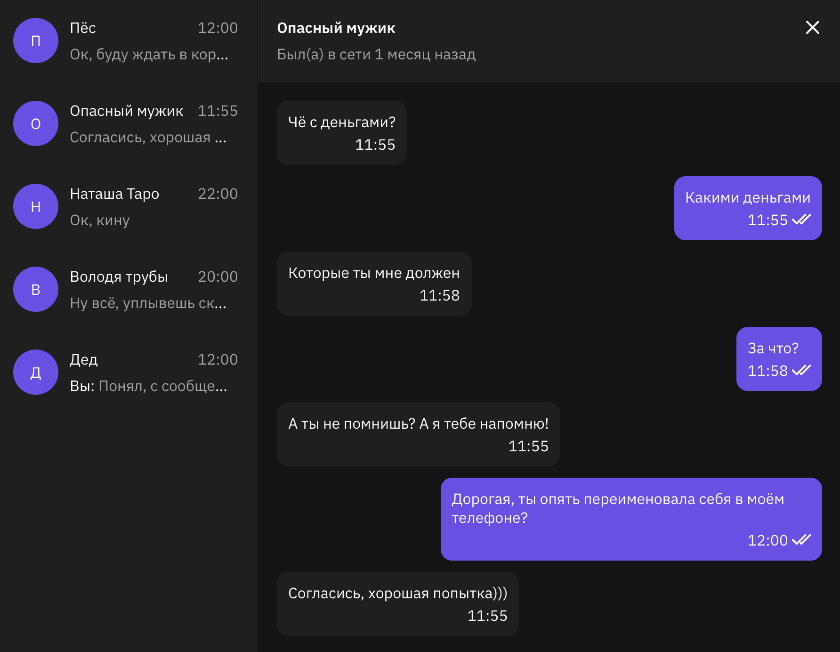 П
Пёс
12:00
Ок, буду ждать в кор...
О
Опасный мужик
11:55
Согласись, хорошая ...
Н
Наташа Таро
22:00
Ок, кину
В
Володя трубы
20:00
Ну всё, уплывешь ск...
Д
Дед
12:00
Вы: Понял, с сообще...
Опасный мужик
Был(а) в сети 1 месяц назад
Чё с деньгами?
11:55
Какими деньгами
11:55
Которые ты мне должен
11:58
За что?
11:58
А ты не помнишь? А я тебе напомню!
11:55
Дорогая, ты опять переименовала себя в моём
телефоне?
12:00
Согласись, хорошая попытка)))
11:55